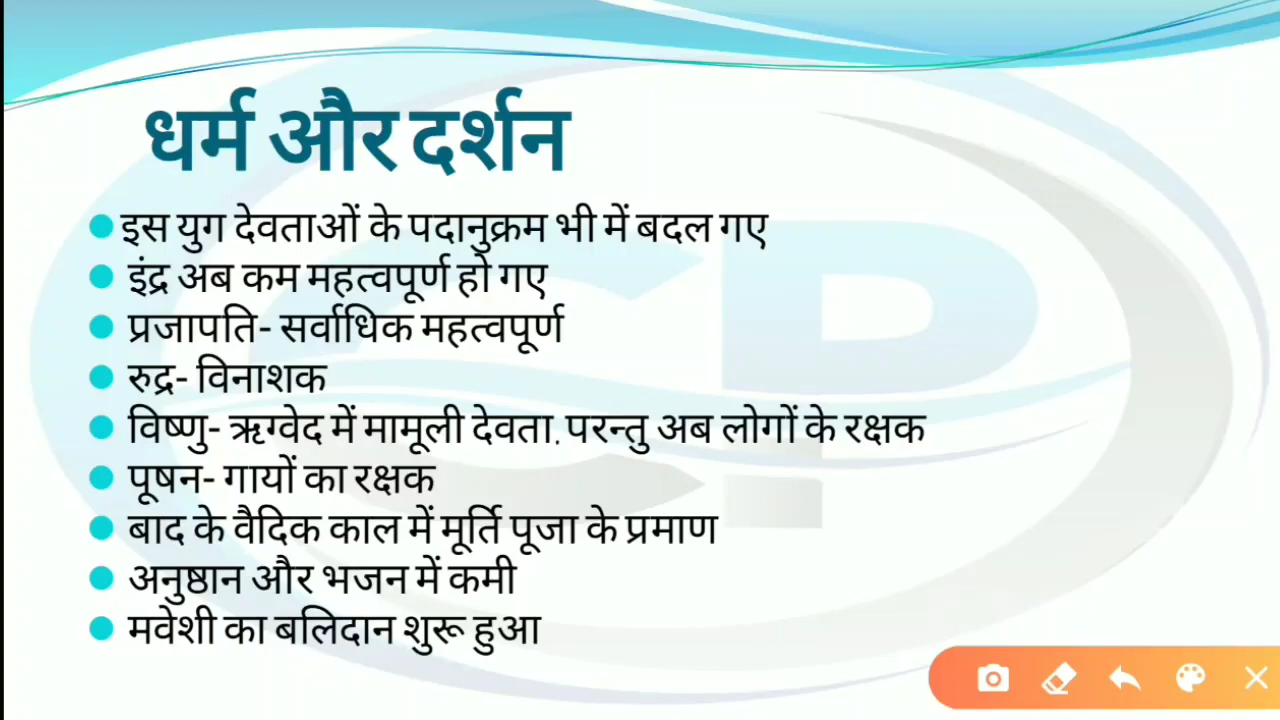 धर्म और दर्शन
इस युग देवताओं के पदानुक्रम भी में बदल गए
इंद्र अब कम महत्वपूर्ण हो गए
प्रजापति- सर्वाधिक महत्वपूर्ण
रुद्र- विनाशक
विष्णु- ऋग्वेद में मामूली देवता. परन्तु अब लोगों के रक्षक
पूषन- गायों का रक्षक
बाद के वैदिक काल में मूर्ति पूजा के प्रमाण
अनुष्ठान और भजन में कमी
मवेशी का बलिदान शुरू हुआ